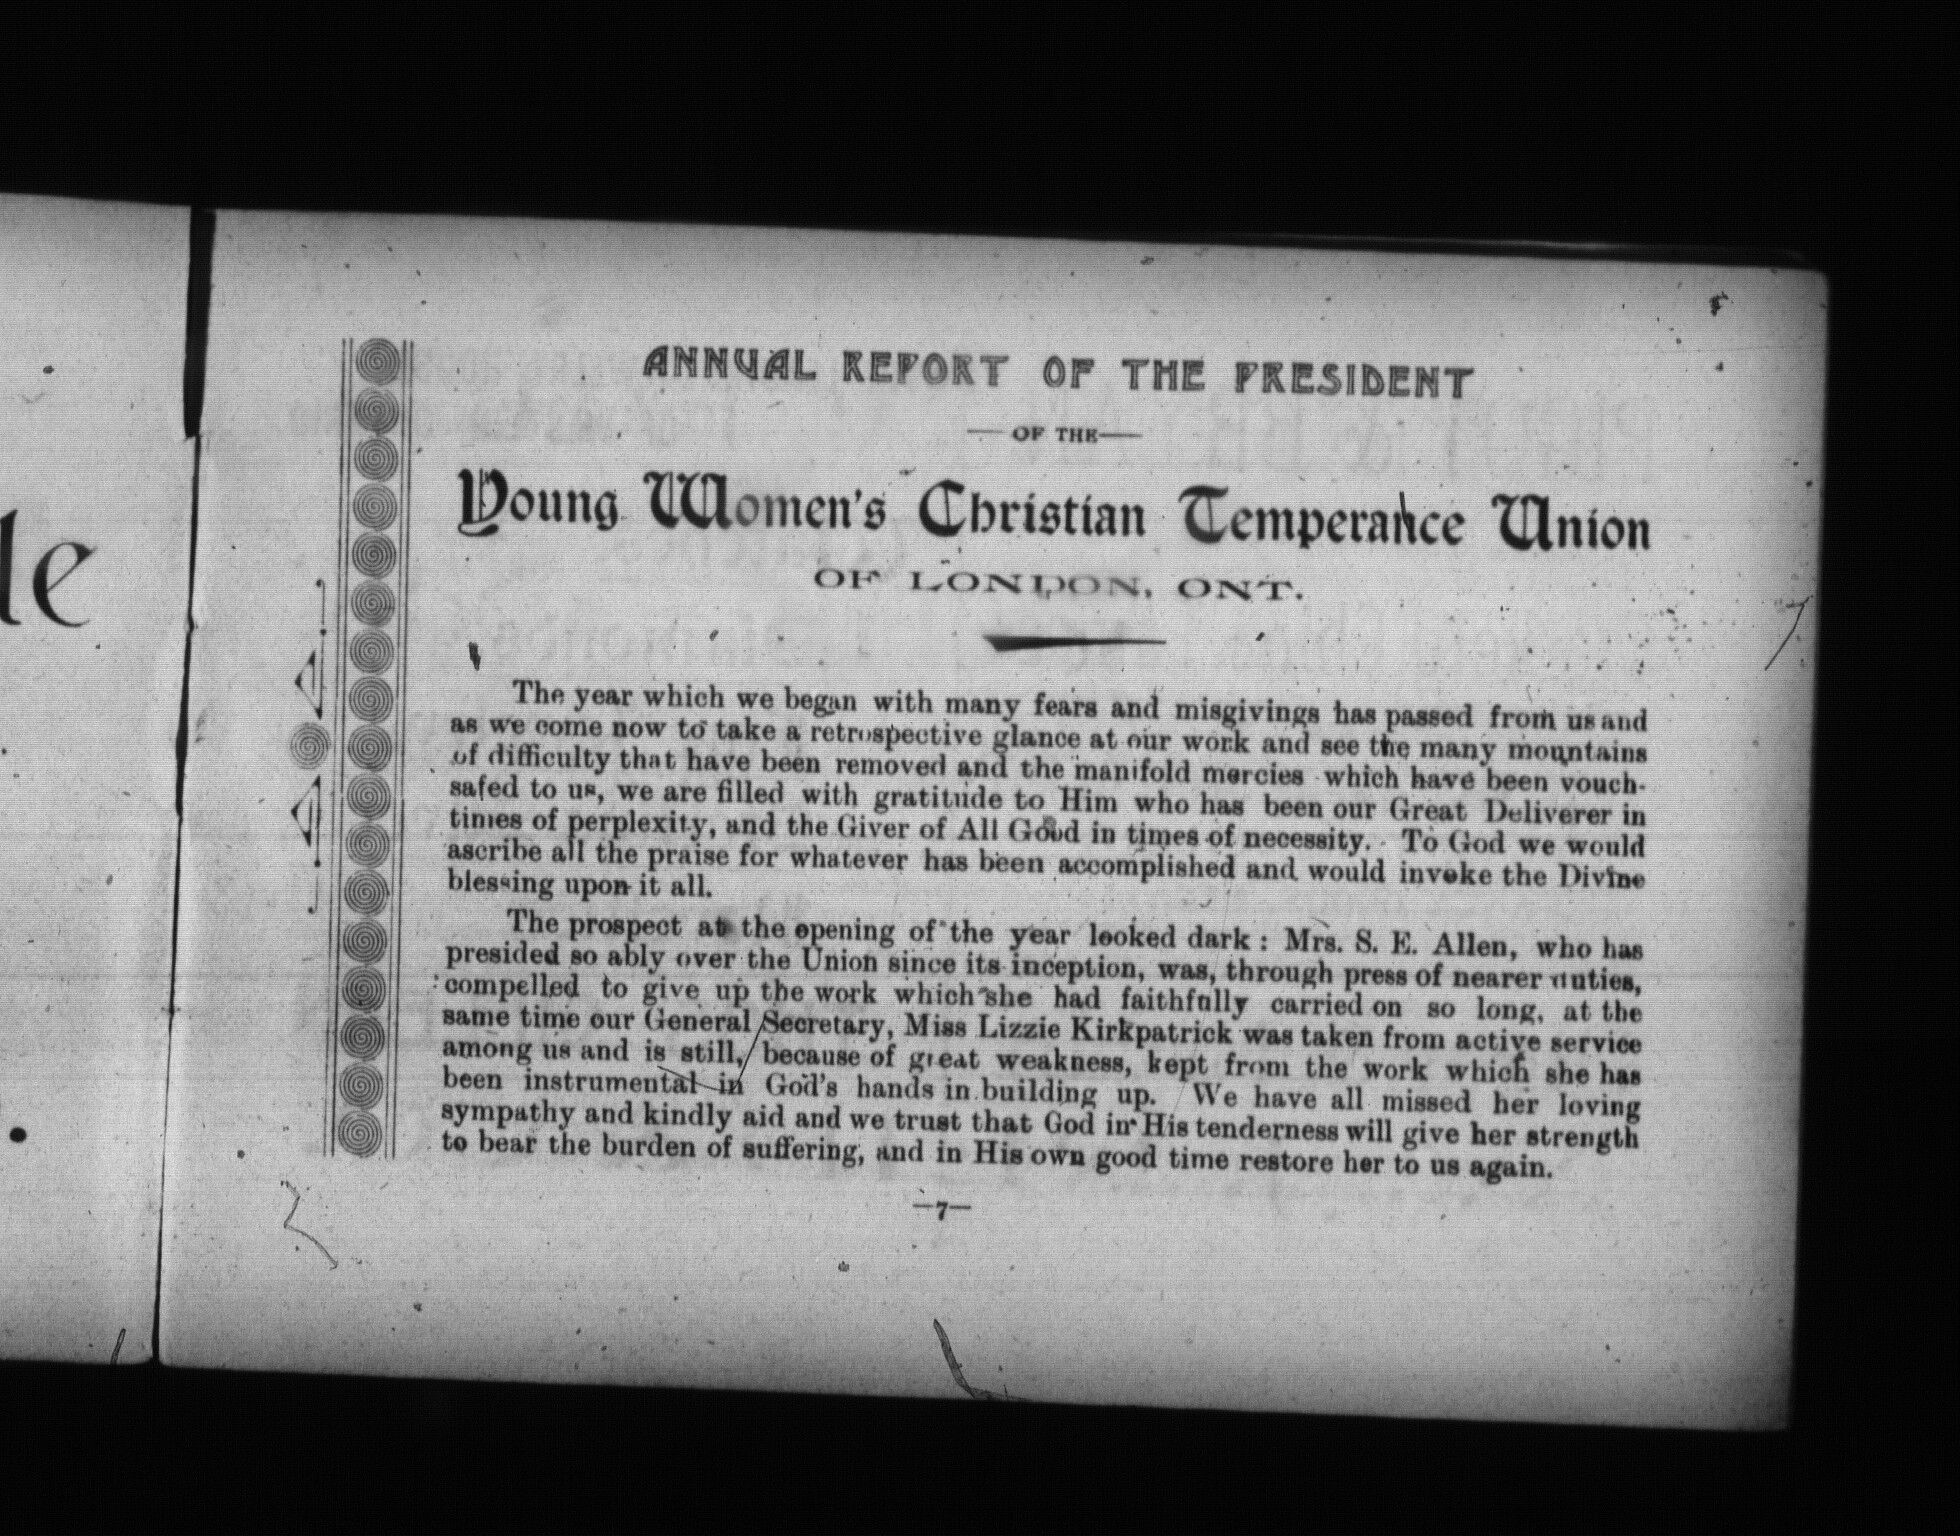 le
ANNUAL REPORT OF THE PRESIDENT
— OF THE—
Young Women's Christian Temperance Union
OF LONDON, ONT.
The year which we began with many fears and misgivings has passed from us and
as we come now to take a retrospective glance at our work and see the many mountains
of difficulty that have been removed and the manifold mercies which have been vouch-
safed to us, we are filled with gratitude to Him who has been our Great Deliverer in
times of perplexity, and the Giver of All Good in times of necessity. To God we would
ascribe all the praise for whatever has been accomplished and would invoke the Divine
blessing upon it all.
The prospect at the opening of the year looked dark : Mrs. S. E. Allen, who has
presided so ably over the Union since its inception, was, through press of nearer duties,
compelled to give up the work which she had faithfully carried on so long, at the
same time our General Secretary, Miss Lizzie Kirkpatrick was taken from active service
among us and is still, because of great weakness, kept from the work which she has
been instrumental in God's hands in building up. We have all missed her loving
sympathy and kindly aid and we trust that God in His tenderness will give her strength
to bear the burden of suffering, and in His own good time restore her to us again.
—7—